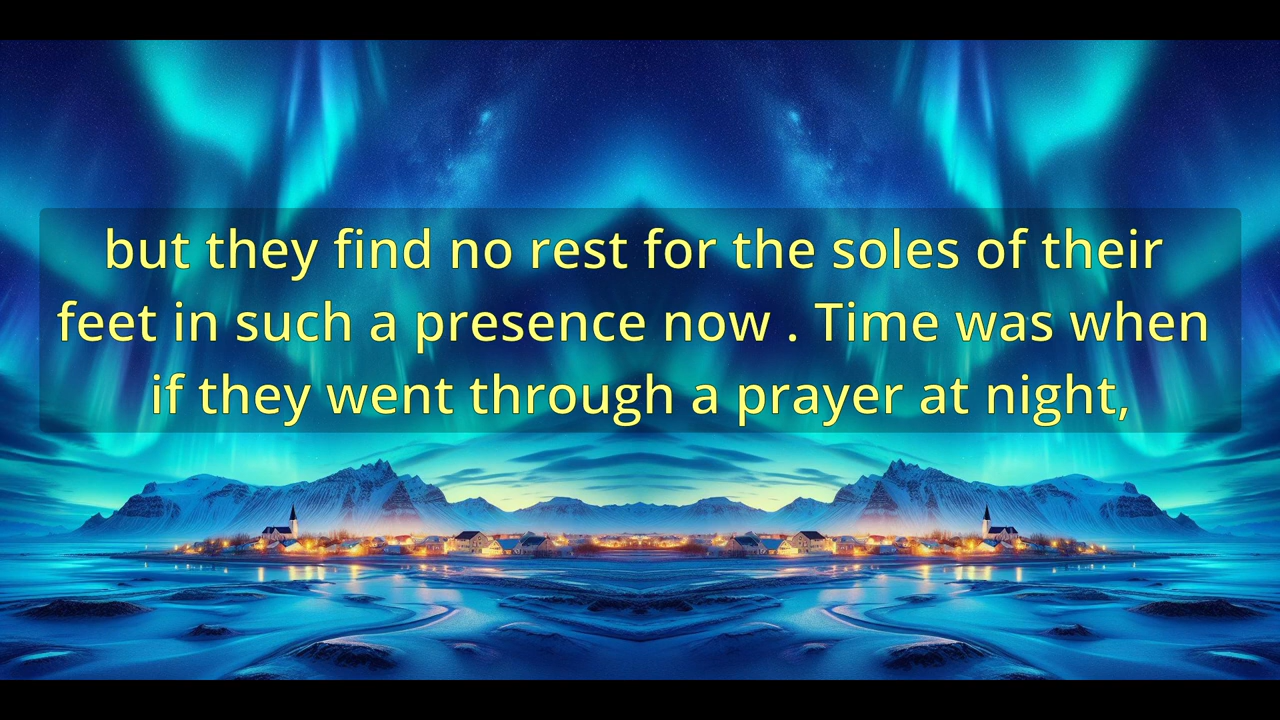 but they find no rest for the soles of their
feet in such a presence now . Time was when
if they went through a prayer at night,